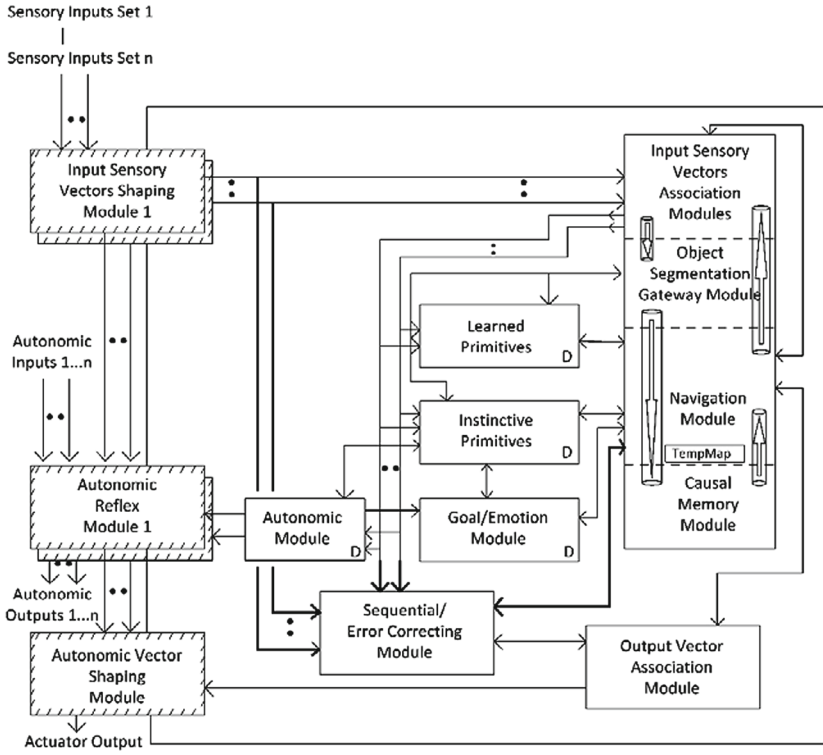 Sensory Inputs Set 1
Sensory Inputs Set n
Input Sensory
Vectors Shaping
Module 1
Input Sensory
Vectors
Association
Modules
Object
Segmentation
Gateway Module
Learned
Primitives
D
Autonomic
Inputs 1...n
Instinctive
Primitives
D
Navigation
Module
TempMap
Causal
Memory
Module
Autonomic
Reflex
Module 1
Autonomic
Module
D
Goal/Emotion
Module
D
Autonomic
Outputs 1...n
Sequential/
Error Correcting
Module
Output Vector
Association
Module
Autonomic Vector
Shaping
Module
Actuator Output